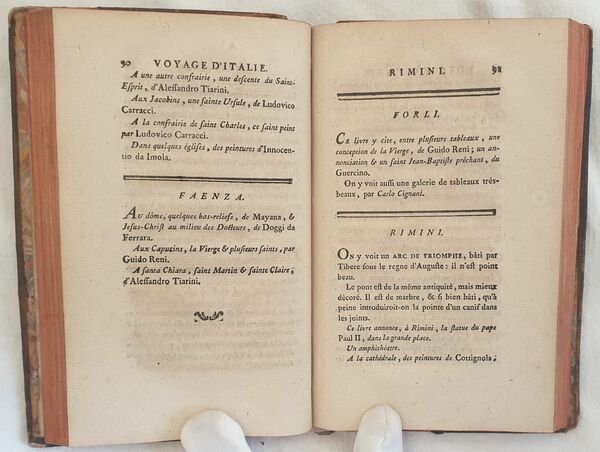 90 VOYAGE D'ITALIE.
A une autre confrairie, une descente du Saint-
Esprit, d'Alessandro Tiarini.
Aux Jacobins, une sainte Ursule, de Ludovico
Carracci.
A la confrairie de saint Charles, ce saint peint
par Ludovico Carracci.
Dans quelques églises, des peintures d'Innocen-
tio da Imola.
FAENZA.
AU dôme, quelques bas-reliefs, de Mayana, &
Jesus-Christ au milieu des Docteurs, de Doggi da
Ferrara.
Aux Capucins, la Vierge & plusieurs saints, par
Guido Reni.
A santa Chiara, saint Martin & sainte Claire;
d'Alessandro Tiarini.
RIMINI. 91
FORLI.
CE livre y cite, entre plusieurs tableaux, une
conception de la Vierge, de Guido Reni; un an-
nonciation & un saint Jean-Baptiste préchant, du
Guercino.
On y voit aussi une galerie de tableaux très-
beaux, par Carlo Cignani.
RIMINI.
ON y voit un ARC DE TRIOMPHE, bâti par
Tibere sous le regne d'Auguste: il n'est point
beau.
Le pont est de la même antiquité, mais mieux
décoré. Il est de marbre, & si bien bâti, qu'à
peine introduiroit-on la pointe d'un canif dans
les joints.
Ce livre annonce, à Rimini, la statue du pape
Paul II, dans la grande place.
Un amphithéatre.
A la cathédrale, des peintures de Cottignola;